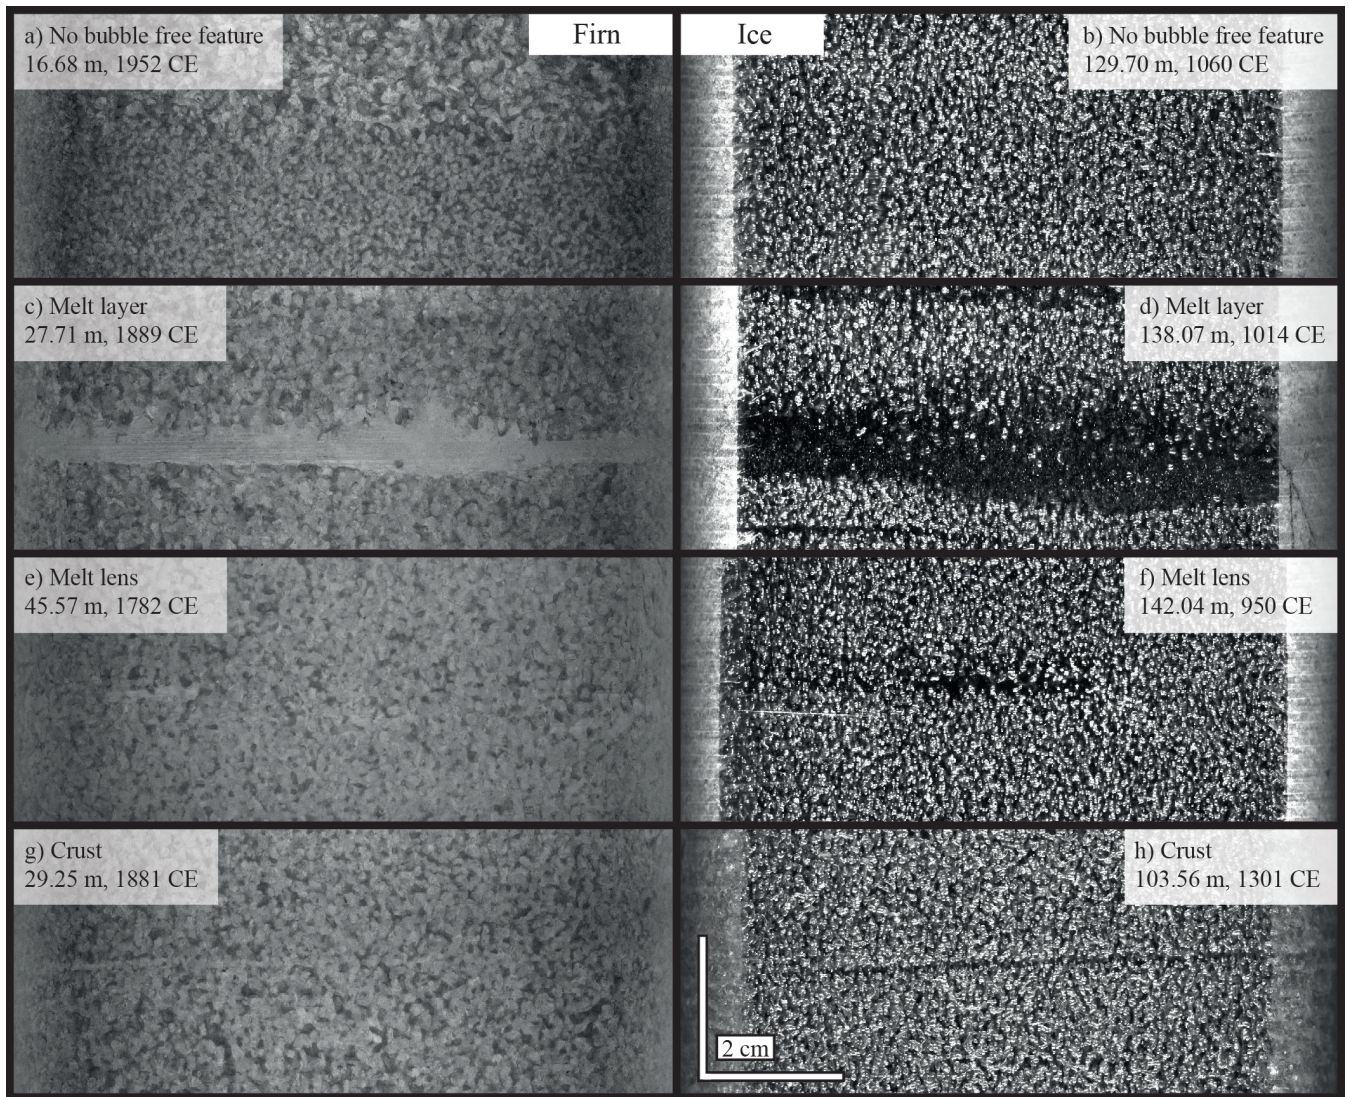 a) No bubble free feature
16.68 m, 1952 CE
Firn
Ice
b) No bubble free feature
129.70 m, 1060 CE
c) Melt layer
27.71 m, 1889 CE
d) Melt layer
138.07 m, 1014 CE
e) Melt lens
45.57 m, 1782 CE
f) Melt lens
142.04 m, 950 CE
g) Crust
29.25 m, 1881 CE
h) Crust
103.56 m, 1301 CE
2 cm